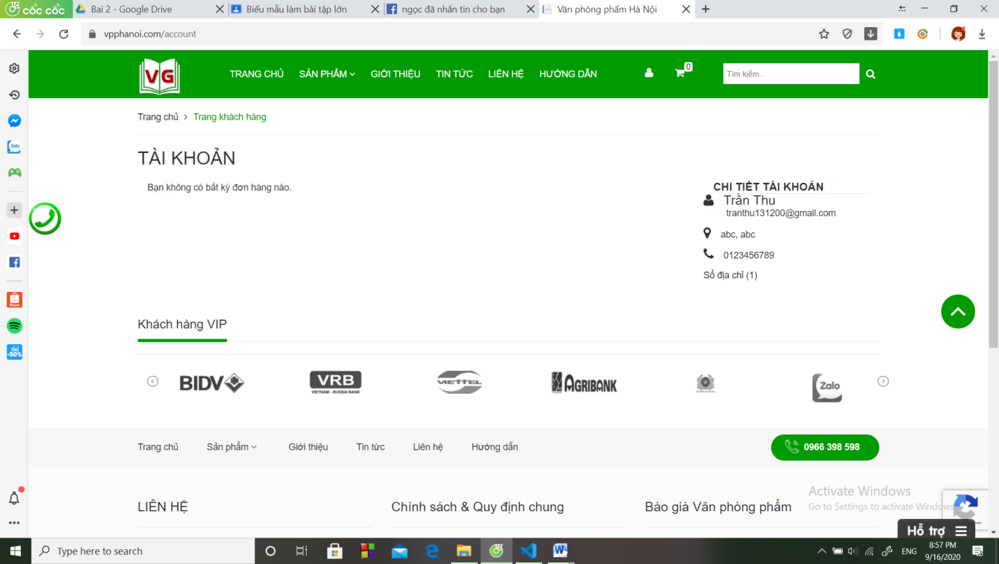 cốc cốc
Bai 2 - Google Drive
Biểu mẫu làm bài tập lớn
ngọc đã nhắn tin cho bạn
Văn phòng phẩm Hà Nội
vpphanoi.com/account
VG
TRANG CHỦ SẢN PHẨM GIỚI THIỆU TIN TỨC LIÊN HỆ HƯỚNG DẪN 0 Tìm kiếm...
Trang chủ > Trang khách hàng
TÀI KHOẢN
Bạn không có bất kỳ đơn hàng nào.
CHI TIẾT TÀI KHOẢN
Trần Thu
tranthu131200@gmail.com
abc, abc
0123456789
Sổ địa chỉ (1)
Zalo
Shopee
TIKI
-50%
Khách hàng VIP
BIDV
VRB
VIETNAM - RUSSIA BANK
VIETTEL
AGRIBANK
Zalo
Trang chủ Sản phẩm Giới thiệu Tin tức Liên hệ Hướng dẫn 0966 398 598
LIÊN HỆ Chính sách & Quy định chung Báo giá Văn phòng phẩm
Activate Windows
Go to Settings to activate Windows.
Hỗ trợ
Type here to search
ENG
8:57 PM
9/16/2020